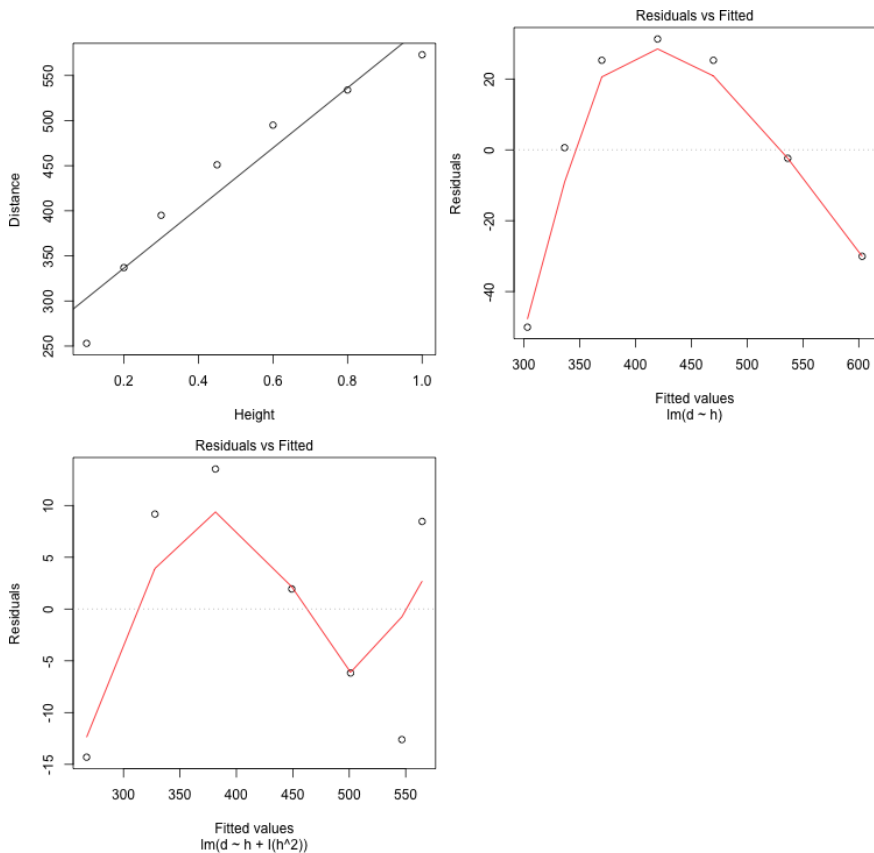 Distance
550
500
450
400
350
300
250
0.2 0.4 0.6 0.8 1.0
Height
Residuals vs Fitted
Residuals
20
0
-20
-40
300 350 400 450 500 550 600
Fitted values
lm(d ~ h)
Residuals vs Fitted
Residuals
10
5
0
-5
-10
-15
300 350 400 450 500 550
Fitted values
lm(d ~ h + I(h^2))